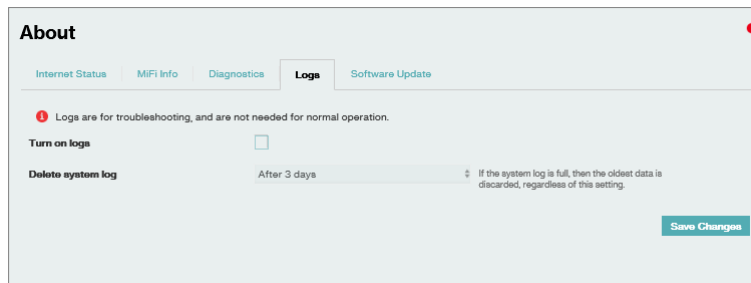 About
Internet Status MiFi Info Diagnostics Logs Software Update
Logs are for troubleshooting, and are not needed for normal operation.
Turn on logs
Delete system log After 3 days If the system log is full, then the oldest data is
discarded, regardless of this setting.
Save Changes